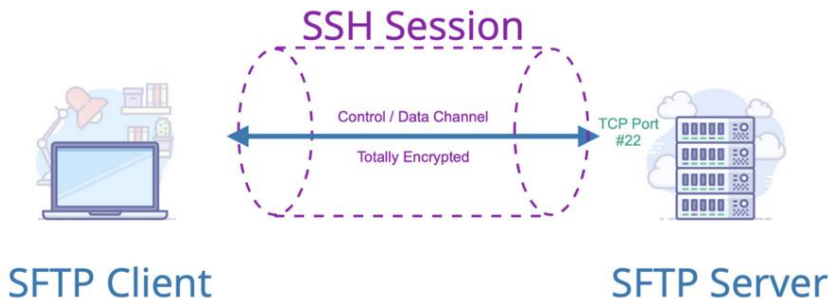 SSH Session
Control / Data Channel
TCP Port
#22
Totally Encrypted
SFTP Client
SFTP Server